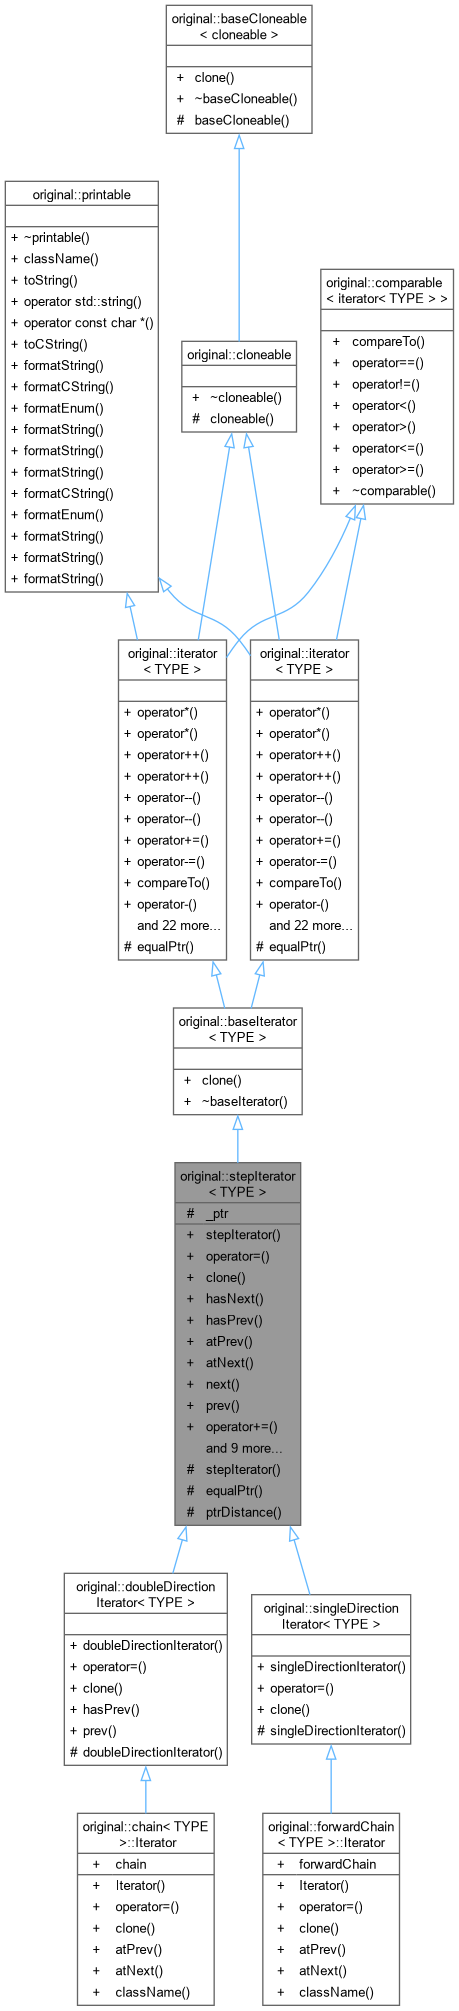 original::baseCloneable
< cloneable >
+ clone()
+ ~baseCloneable()
# baseCloneable()
original::printable
+ ~printable()
+ className()
+ toString()
+ operator std::string()
+ operator const char *()
+ toCString()
+ formatString()
+ formatCString()
+ formatEnum()
+ formatString()
+ formatString()
+ formatString()
+ formatCString()
+ formatEnum()
+ formatString()
+ formatString()
+ formatString()
original::cloneable
+ ~cloneable()
# cloneable()
original::comparable
< iterator< TYPE > >
+ compareTo()
+ operator==()
+ operator!=()
+ operator<()
+ operator>()
+ operator<=()
+ operator>=()
+ ~comparable()
original::iterator
< TYPE >
+ operator*()
+ operator*()
+ operator++()
+ operator++()
+ operator--()
+ operator--()
+ operator+=()
+ operator-=()
+ compareTo()
+ operator-()
and 22 more...
# equalPtr()
original::iterator
< TYPE >
+ operator*()
+ operator*()
+ operator++()
+ operator++()
+ operator--()
+ operator--()
+ operator+=()
+ operator-=()
+ compareTo()
+ operator-()
and 22 more...
# equalPtr()
original::baseIterator
< TYPE >
+ clone()
+ ~baseIterator()
original::stepIterator
< TYPE >
# _ptr
+ stepIterator()
+ operator=()
+ clone()
+ hasNext()
+ hasPrev()
+ atPrev()
+ atNext()
+ next()
+ prev()
+ operator+=()
and 9 more...
# stepIterator()
# equalPtr()
# ptrDistance()
original::doubleDirection
Iterator< TYPE >
+ doubleDirectionIterator()
+ operator=()
+ clone()
+ hasPrev()
+ prev()
# doubleDirectionIterator()
original::singleDirection
Iterator< TYPE >
+ singleDirectionIterator()
+ operator=()
+ clone()
# singleDirectionIterator()
original::chain< TYPE
>::Iterator
+ chain
+ Iterator()
+ operator=()
+ clone()
+ atPrev()
+ atNext()
+ className()
original::forwardChain
< TYPE >::Iterator
+ forwardChain
+ Iterator()
+ operator=()
+ clone()
+ atPrev()
+ atNext()
+ className()